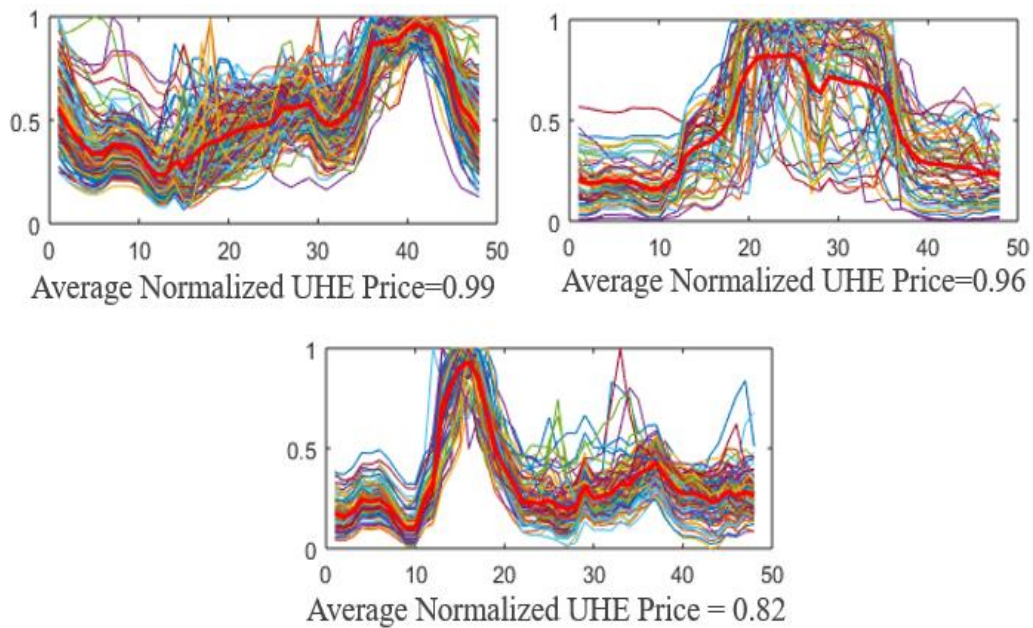 1
0.5
0
0 10 20 30 40 50
Average Normalized UHE Price=0.99
1
0.5
0
0 10 20 30 40 50
Average Normalized UHE Price=0.96
1
0.5
0
0 10 20 30 40 50
Average Normalized UHE Price = 0.82